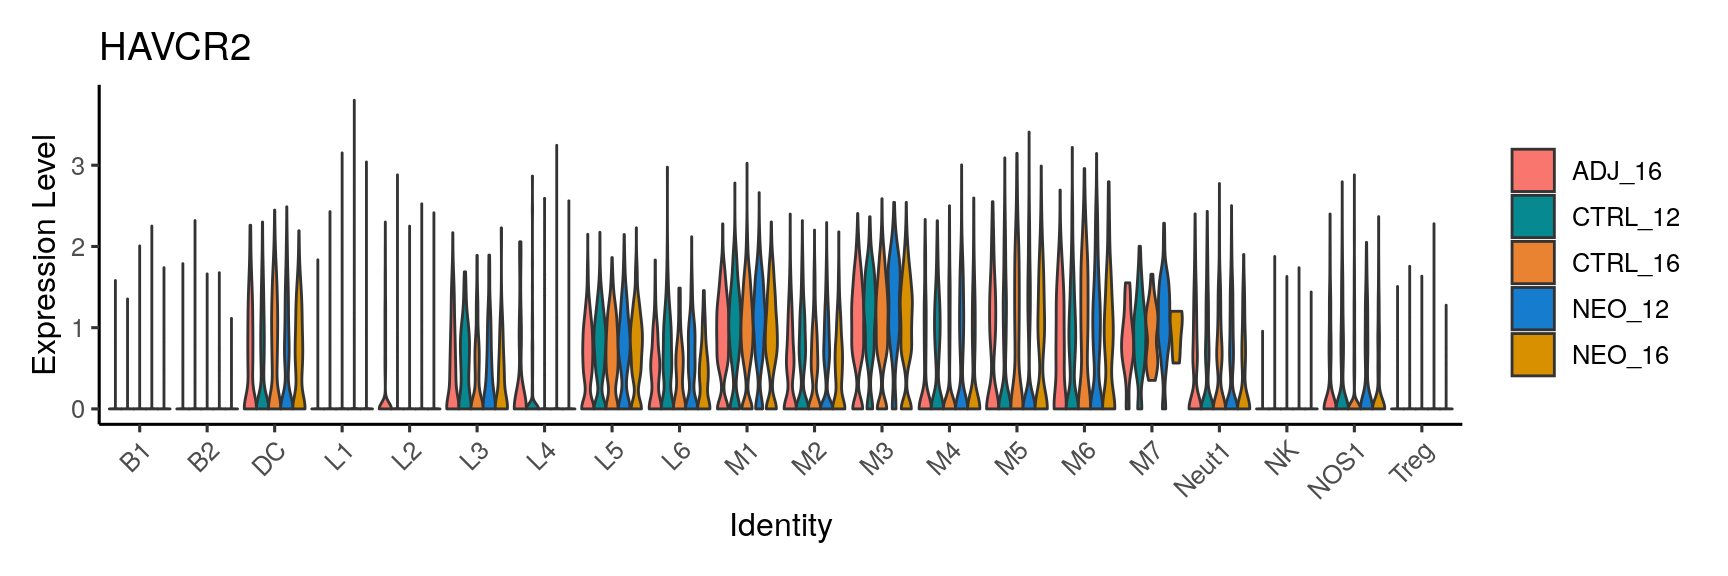 HAVCR2
Expression Level
3
2
1
0
B1 B2 DC L1 L2 L3 L4 L5 L6 M1 M2 M3 M4 M5 M6 M7 Neut1 NK NOS1 Treg
Identity
ADJ_16
CTRL_12
CTRL_16
NEO_12
NEO_16